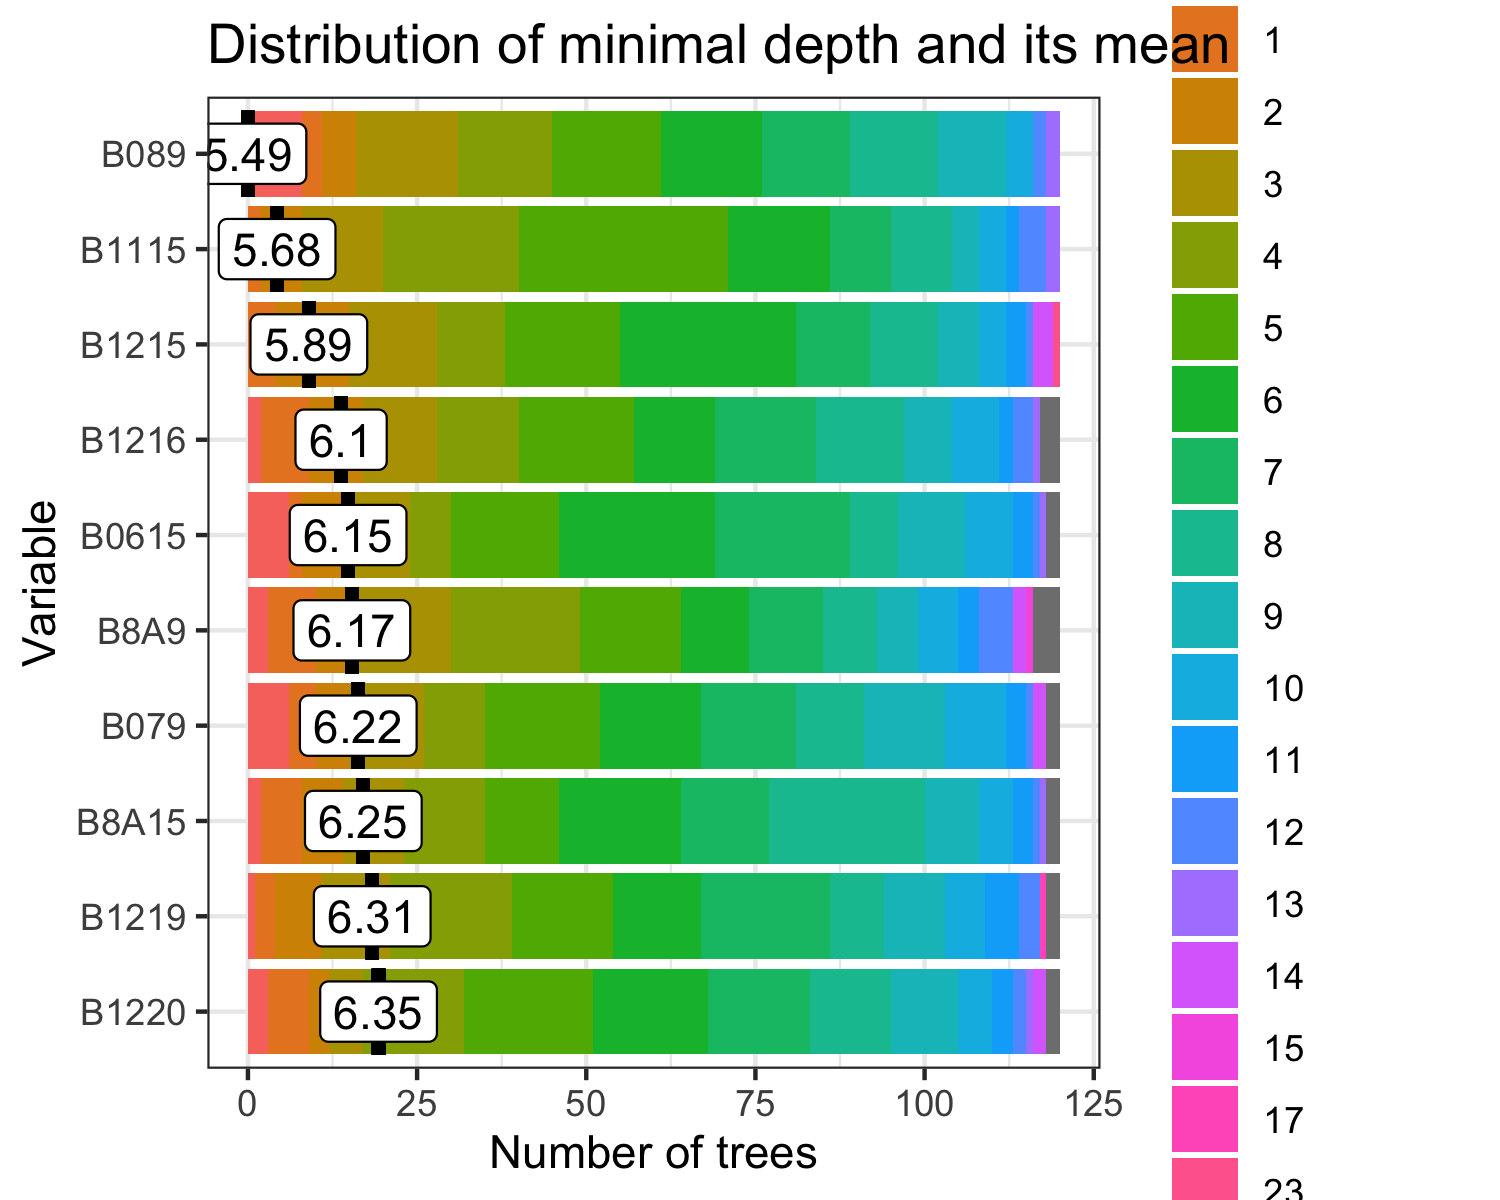 Distribution of minimal depth and its mean
Variable
B089
5.49
B1115
5.68
B1215
5.89
B1216
6.1
B0615
6.15
B8A9
6.17
B079
6.22
B8A15
6.25
B1219
6.31
B1220
6.35
0 25 50 75 100 125
Number of trees
1
2
3
4
5
6
7
8
9
10
11
12
13
14
15
17
23